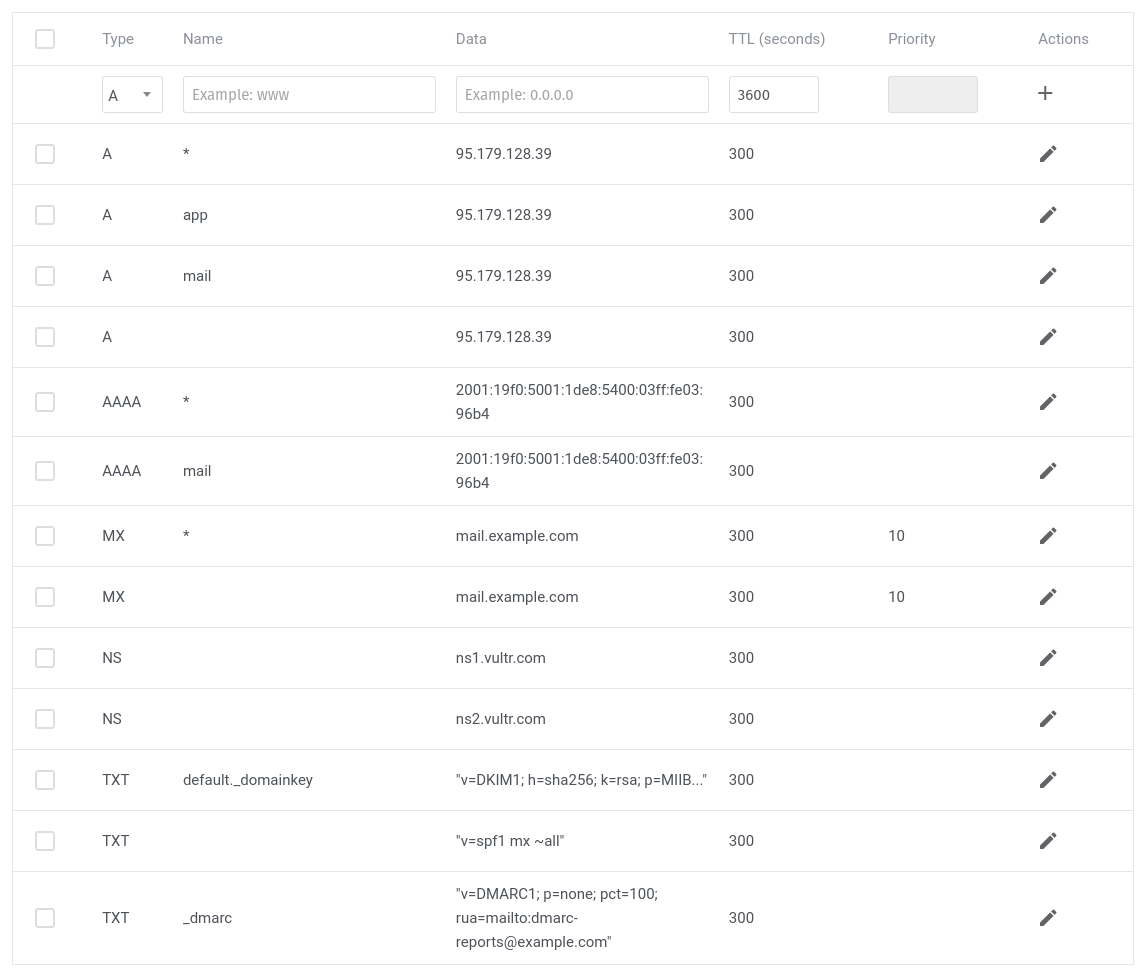 Type Name Data TTL (seconds) Priority Actions
A Example: www Example: 0.0.0.0 3600 +
A * 95.179.128.39 300
A app 95.179.128.39 300
A mail 95.179.128.39 300
A 95.179.128.39 300
AAAA * 2001:19f0:5001:1de8:5400:03ff:fe03: 300
96b4
AAAA mail 2001:19f0:5001:1de8:5400:03ff:fe03: 300
96b4
MX * mail.example.com 300 10
MX mail.example.com 300 10
NS ns1.vultr.com 300
NS ns2.vultr.com 300
TXT default._domainkey "v=DKIM1; h=sha256; k=rsa; p=MIIB..." 300
TXT "v=spf1 mx ~all" 300
"v=DMARC1; p=none; pct=100;
TXT _dmarc rua=mailto:dmarc- 300
reports@example.com"